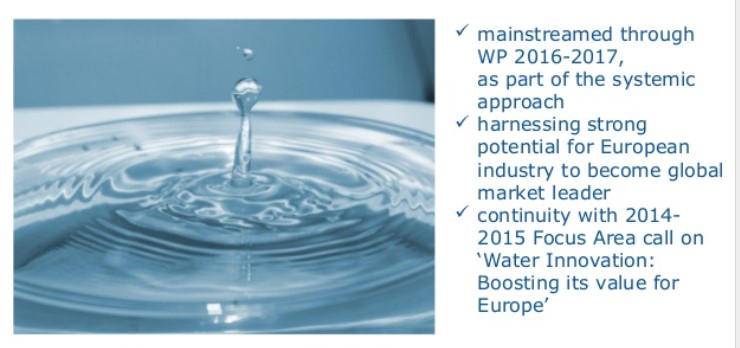 ✓ mainstreamed through
WP 2016-2017,
as part of the systemic
approach
✓ harnessing strong
potential for European
industry to become global
market leader
✓ continuity with 2014-
2015 Focus Area call on
‘Water Innovation:
Boosting its value for
Europe’